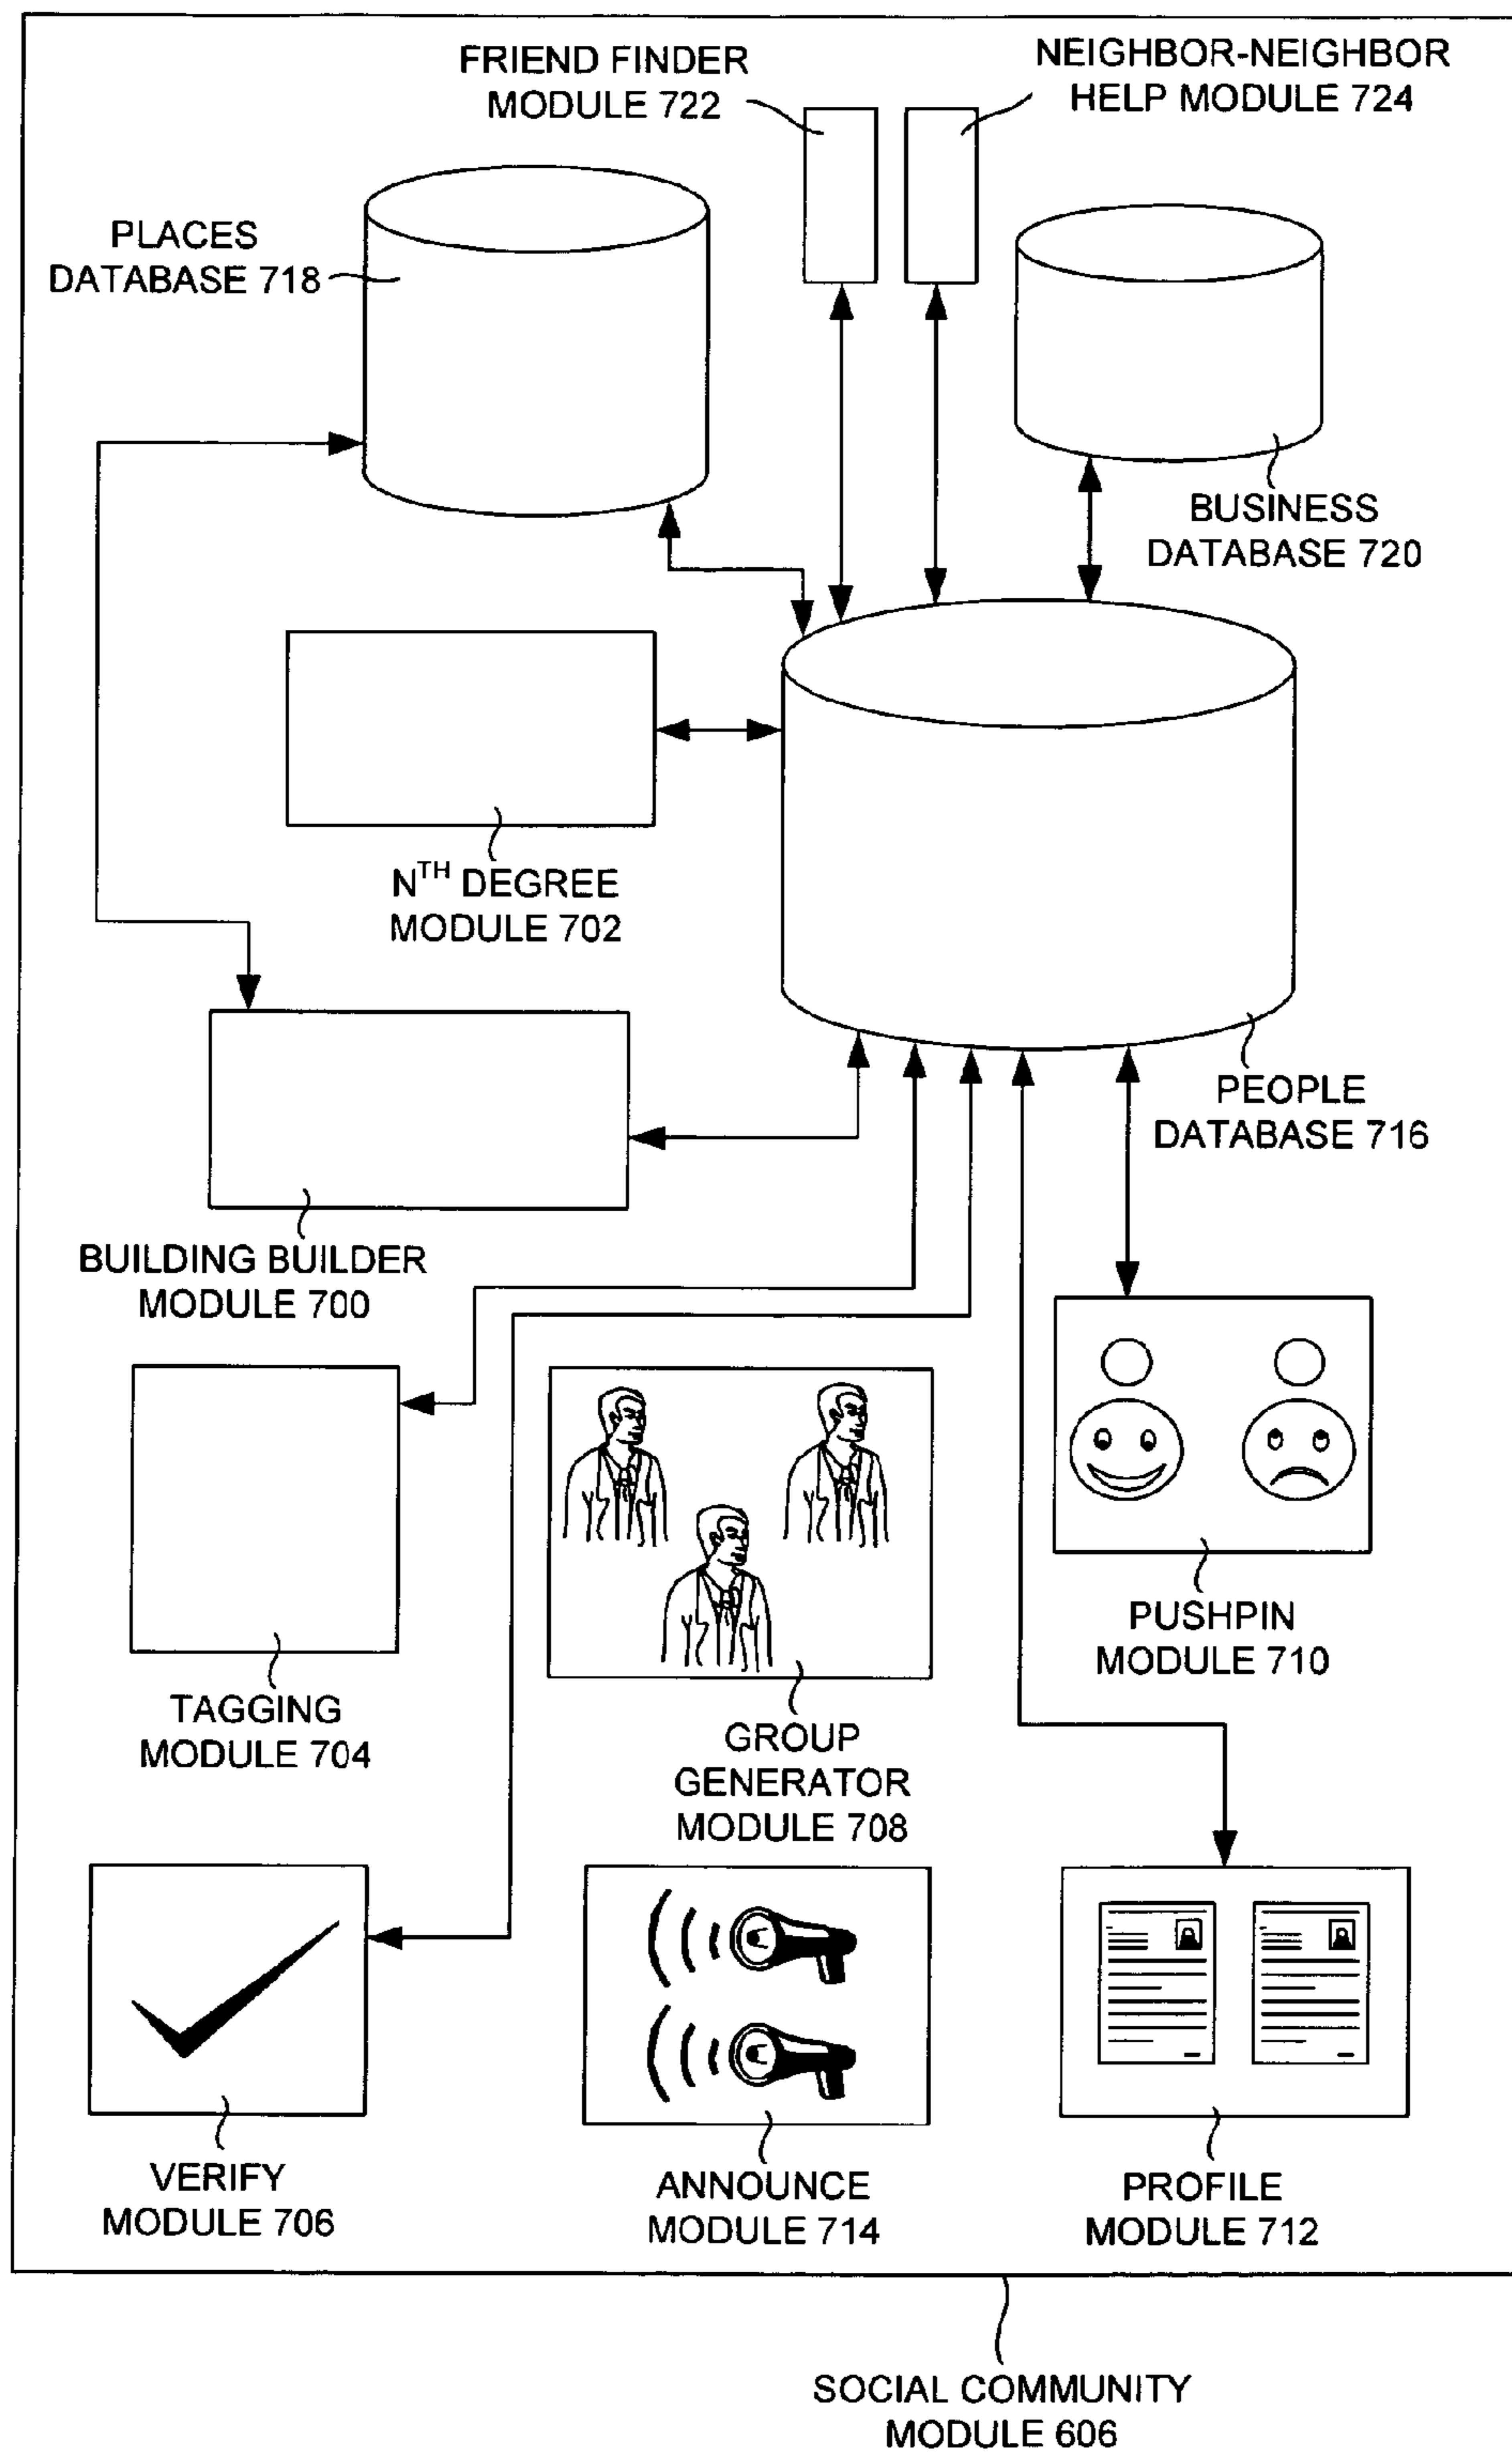 FRIEND FINDER
MODULE 722
NEIGHBOR-NEIGHBOR
HELP MODULE 724
PLACES
DATABASE 718
BUSINESS
DATABASE 720
NTH DEGREE
MODULE 702
PEOPLE
DATABASE 716
BUILDING BUILDER
MODULE 700
PUSHPIN
MODULE 710
TAGGING
MODULE 704
GROUP
GENERATOR
MODULE 708
VERIFY
MODULE 706
ANNOUNCE
MODULE 714
PROFILE
MODULE 712
SOCIAL COMMUNITY
MODULE 606